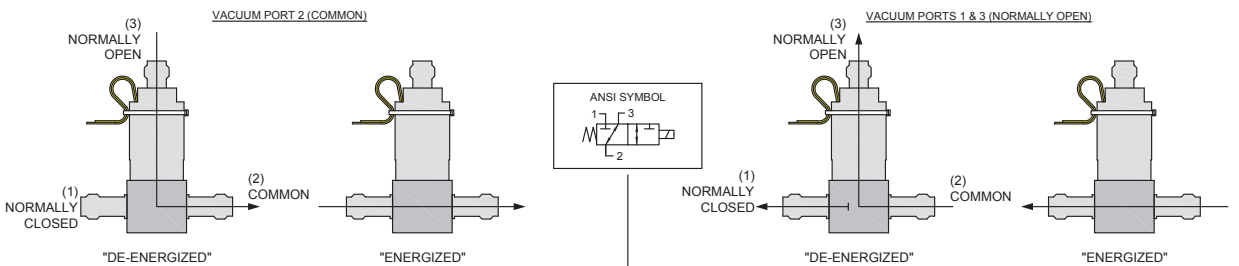 VACUUM PORT 2 (COMMON)
(3)
NORMALLY
OPEN
(1)
NORMALLY
CLOSED
(2)
COMMON
"DE-ENERGIZED"
"ENERGIZED"
ANSI SYMBOL
1
3
2
VACUUM PORTS 1 & 3 (NORMALLY OPEN)
(3)
NORMALLY
OPEN
(1)
NORMALLY
CLOSED
(2)
COMMON
"DE-ENERGIZED"
"ENERGIZED"